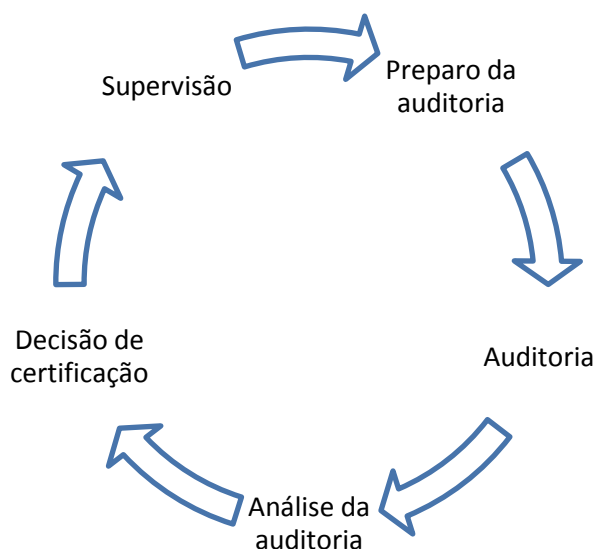 Supervisão
Preparo da
auditoria
Auditoria
Análise da
auditoria
Decisão de
certificação